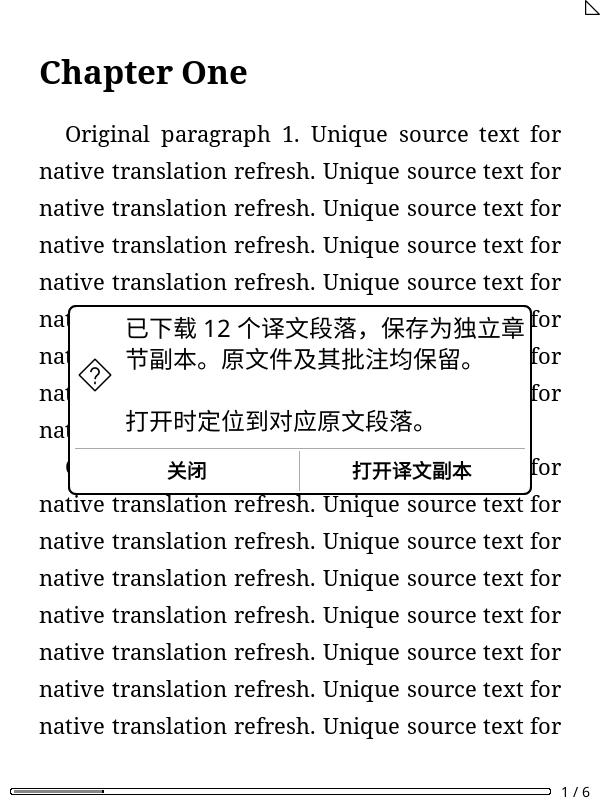 Chapter One
Original paragraph 1. Unique source text for
native translation refresh. Unique source text for
native translation refresh. Unique source text for
native translation refresh. Unique source text for
native translation refresh. Unique source text for
已下载 12 个译文段落，保存为独立章
节副本。原文件及其批注均保留。
打开时定位到对应原文段落。
关闭
打开译文副本
for
for
for
for
native translation refresh. Unique source text for
native translation refresh. Unique source text for
native translation refresh. Unique source text for
native translation refresh. Unique source text for
native translation refresh. Unique source text for
native translation refresh. Unique source text for
native translation refresh. Unique source text for
1 / 6